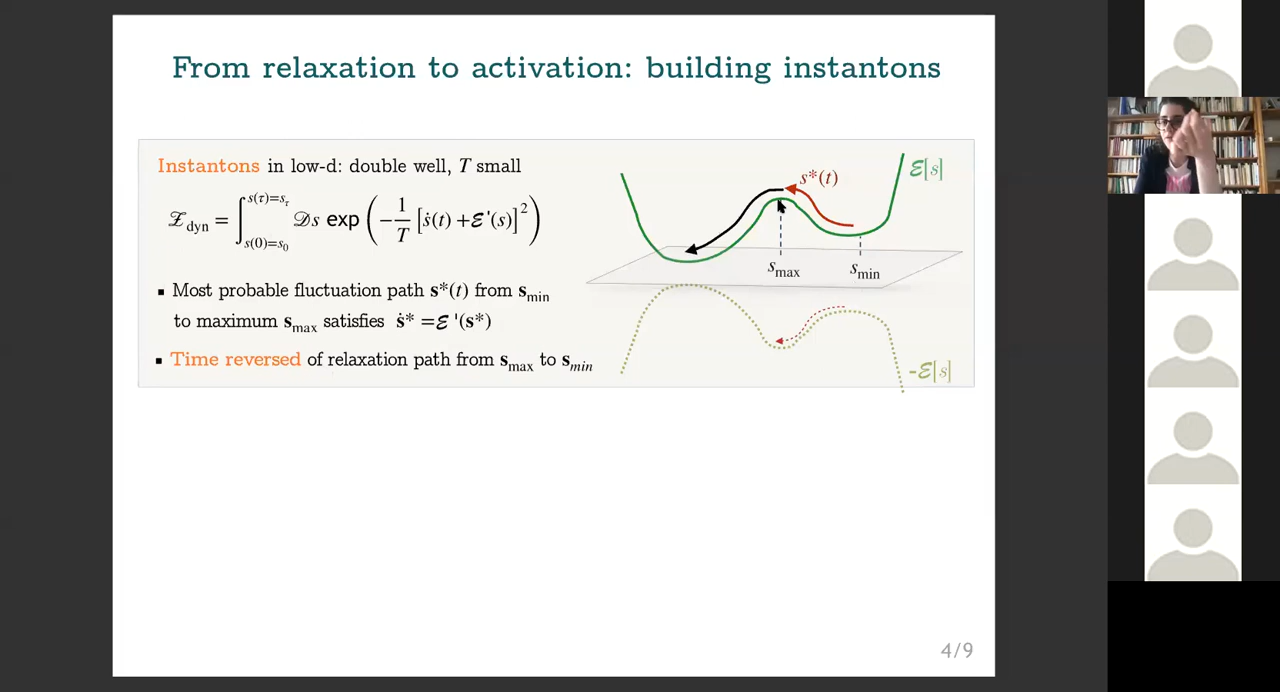 From relaxation to activation: building instantons
Instantons in low-d: double well, T small
𝒵dyn = ∫_{s(0)=s₀}^{s(τ)=s_τ} 𝒟s exp ( −1/T [ṡ(t) + ℰ'(s)]² )
▪ Most probable fluctuation path s*(t) from s_min
to maximum s_max satisfies ṡ* = ℰ '(s*)
▪ Time reversed of relaxation path from s_max to s_min
s*(t)
ℰ[s]
s_max
s_min
-ℰ[s]
4/9